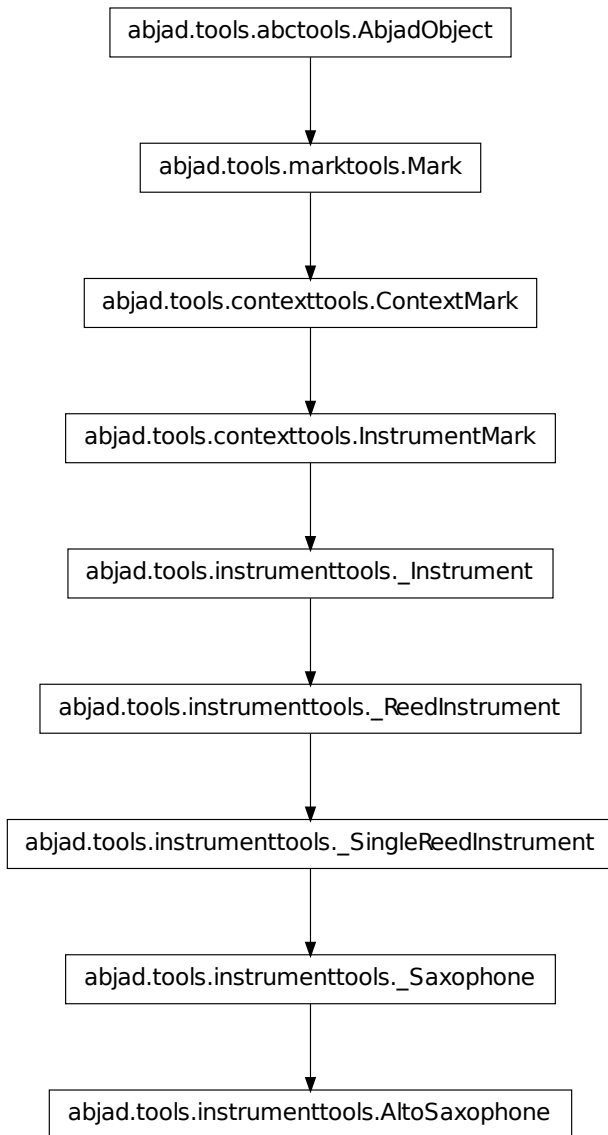 abjad.tools.abctools.AbjadObject
abjad.tools.marktools.Mark
abjad.tools.contexttools.ContextMark
abjad.tools.contexttools.InstrumentMark
abjad.tools.instrumenttools._Instrument
abjad.tools.instrumenttools._ReedInstrument
abjad.tools.instrumenttools._SingleReedInstrument
abjad.tools.instrumenttools._Saxophone
abjad.tools.instrumenttools.AltoSaxophone